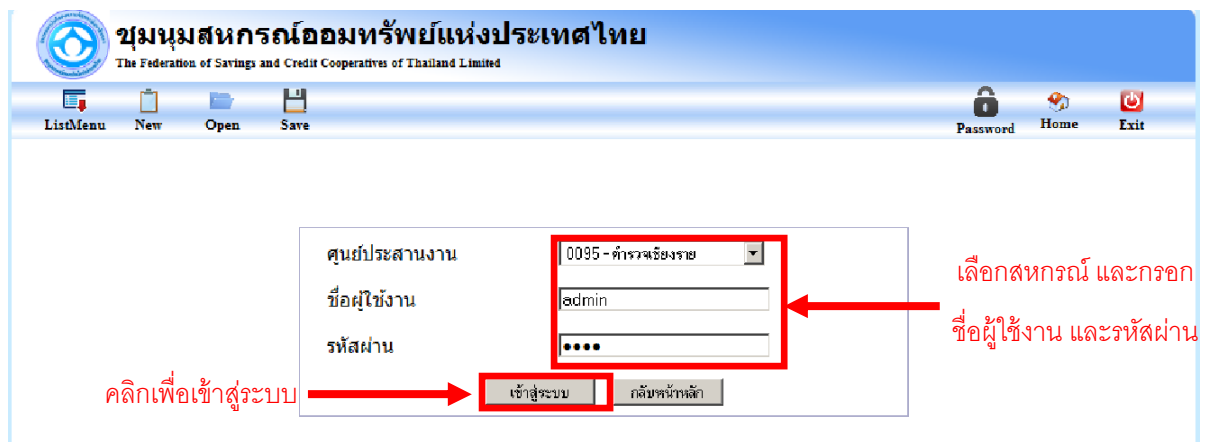 ชุมนุมสหกรณ์ออมทรัพย์แห่งประเทศไทย
The Federation of Savings and Credit Cooperatives of Thailand Limited
ListMenu New Open Save Password Home Exit
ศูนย์ประสานงาน 0095 - ตำรวจเชียงราย
ชื่อผู้ใช้งาน admin
รหัสผ่าน ●●●●
เลือกสหกรณ์ และกรอก
ชื่อผู้ใช้งาน และรหัสผ่าน
คลิกเพื่อเข้าสู่ระบบ เข้าสู่ระบบ กลับหน้าหลัก